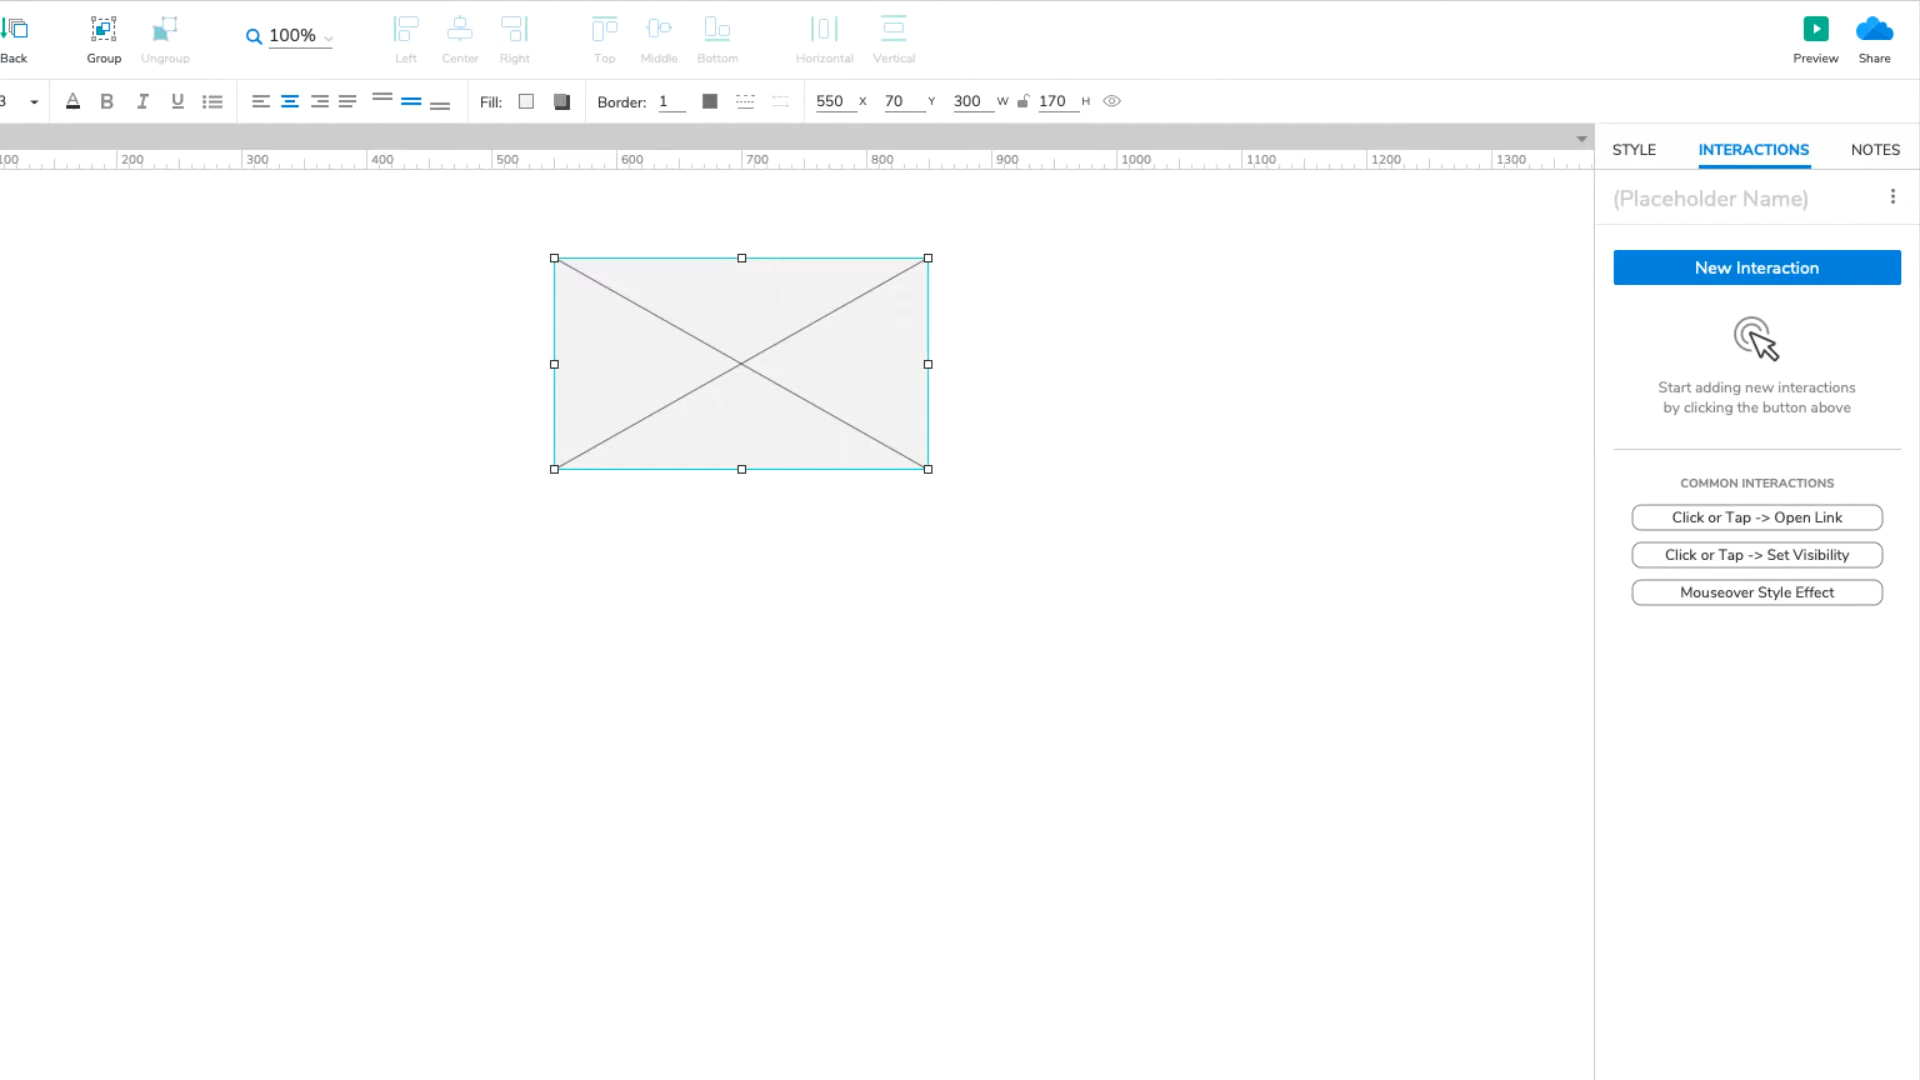 Back
Group
Ungroup
100%
Left
Center
Right
Top
Middle
Bottom
Horizontal
Vertical
Preview
Share
3
A B I U
Fill:
Border: 1
550 X 70 Y 300 W 170 H
100 200 300 400 500 600 700 800 900 1000 1100 1200 1300
STYLE INTERACTIONS NOTES
(Placeholder Name)
New Interaction
Start adding new interactions
by clicking the button above
COMMON INTERACTIONS
Click or Tap -> Open Link
Click or Tap -> Set Visibility
Mouseover Style Effect